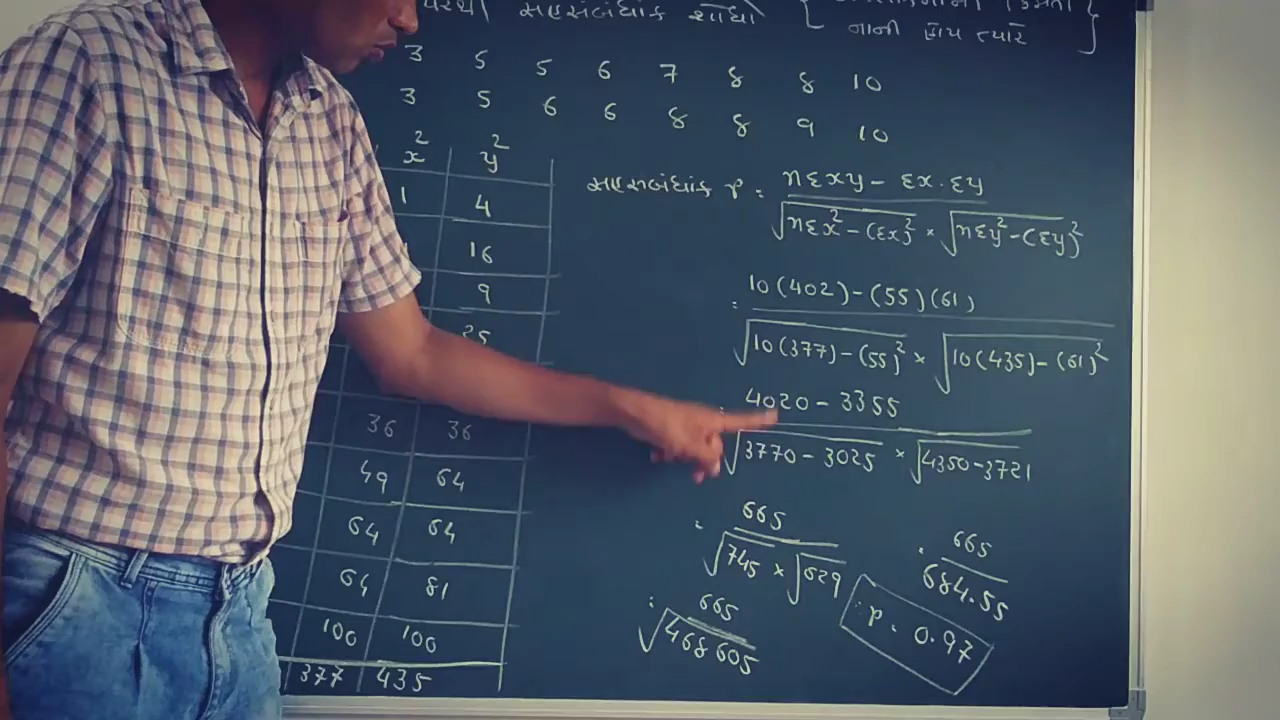 પરથી સહસંબંધાંક શોધો
નાની હોય ત્યારે
3 5 5 6 7 8 8 10
3 5 6 6 8 8 9 10
x² y²
1 4
16
9
25
36 36
49 64
64 64
64 81
100 100
377 435
સહસંબંધાંક r = nΣxy - Σx · Σy
√nΣx² - (Σx)² × √nΣy² - (Σy)²
= 10(402) - (55)(61)
√10(377) - (55)² × √10(435) - (61)²
= 4020 - 3355
√3770 - 3025 × √4350 - 3721
= 665
√745 × √629
= 665
√468605
= 665
684.55
∴ r = 0.97